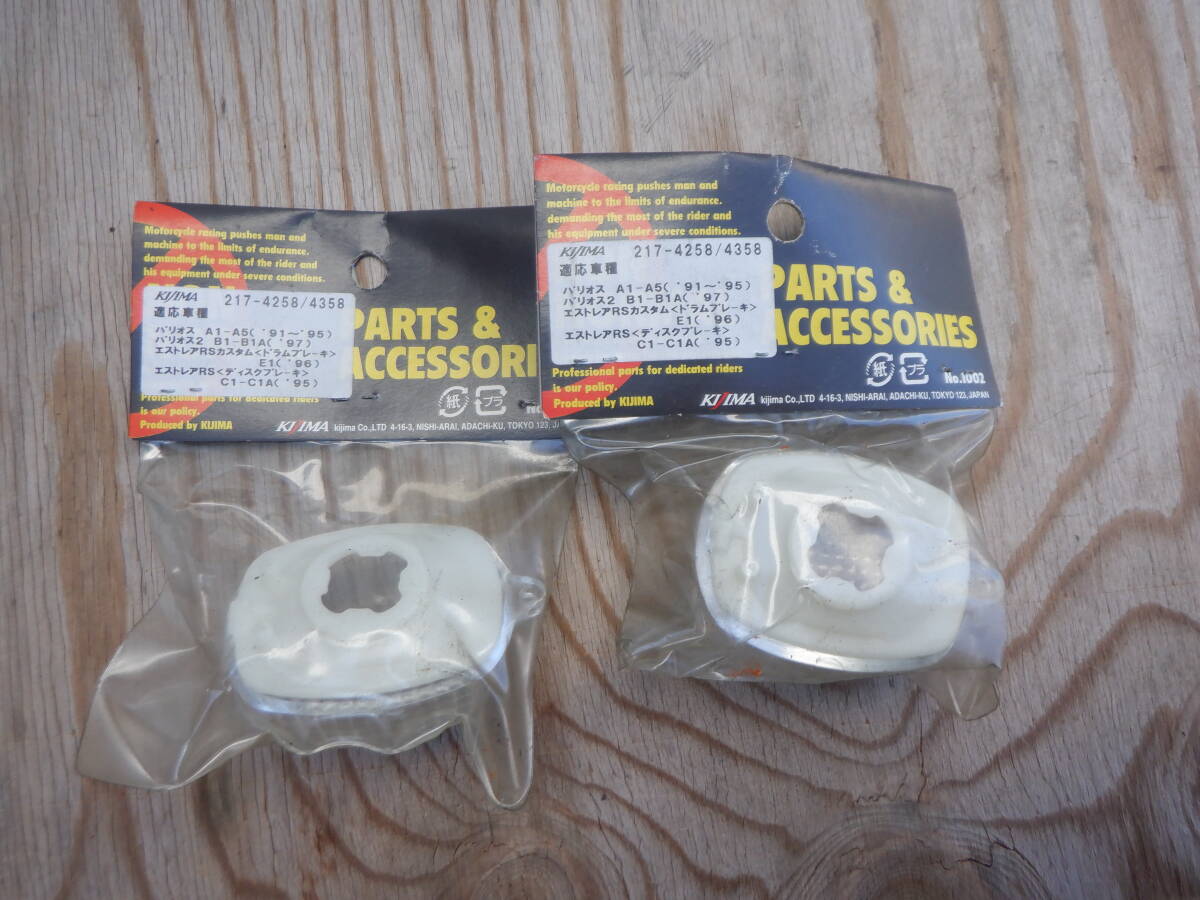 Motorcycle racing pushes man and
machine to the limits of endurance.
demanding the most of the rider and
his equipment under severe conditions.
KIJIMA 217-4258/4358
適応車種
バリオス A1-A5('91〜'95)
バリオス2 B1-B1A('97)
エストレアRSカスタム<ドラムブレーキ>
E1('96)
エストレアRS<ディスクブレーキ>
C1-C1A('95)
PARTS &
ACCESSORI
Professional parts for dedicated riders
is our policy.
Produced by KIJIMA
紙 プラ
No.
KIJIMA kijima Co.,LTD 4-16-3, NISHI-ARAI, ADACHI-KU, TOKYO 123, JA
Motorcycle racing pushes man and
machine to the limits of endurance.
demanding the most of the rider and
his equipment under severe conditions.
KIJIMA 217-4258/4358
適応車種
バリオス A1-A5('91〜'95)
バリオス2 B1-B1A('97)
エストレアRSカスタム<ドラムブレーキ>
E1('96)
エストレアRS<ディスクブレーキ>
C1-C1A('95)
PARTS &
ACCESSORIES
Professional parts for dedicated riders
is our policy.
Produced by KIJIMA
紙 プラ
No.1002
KIJIMA kijima Co.,LTD 4-16-3, NISHI-ARAI, ADACHI-KU, TOKYO 123, JAPAN